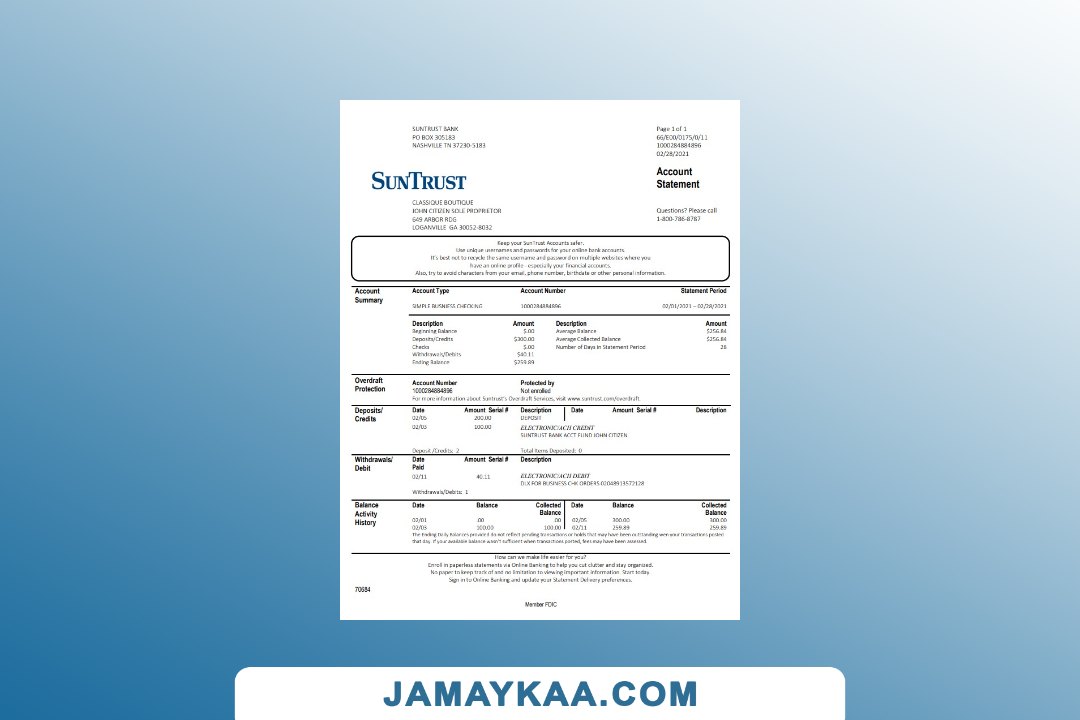 SUNTRUST BANK
PO BOX 305183
NASHVILLE TN 37230-5183
Page 1 of 1
66/E00/0175/0/11
1000284884896
02/28/2021
SUNTRUST
Account
Statement
CLASSIQUE BOUTIQUE
JOHN CITIZEN SOLE PROPRIETOR
649 ARBOR RDG
LOGANVILLE GA 30052-8032
Questions? Please call
1-800-786-8787
Keep your SunTrust Accounts safer.
Use unique usernames and passwords for your online bank accounts.
It's best not to recycle the same username and password on multiple websites where you
have an online profile - especially your financial accounts.
Also, try to avoid characters from your email, phone number, birthdate or other personal information.
Account Summary
Account Type Account Number Statement Period
SIMPLE BUSNIESS CHECKING 1000284884896 02/01/2021 – 02/28/2021
Description Amount Description Amount
Beginning Balance $.00 Average Balance $256.84
Deposits/Credits $300.00 Average Collected Balance $256.84
Checks $.00 Number of Days in Statement Period 28
Withdrawals/Debits $40.11
Ending Balance $259.89
Overdraft Protection
Account Number Protected by
1000284884896 Not enrolled
For more information about Suntrust's Overdraft Services, visit www.suntrust.com/overdraft.
Deposits/ Credits
Date Amount Serial # Description Date Amount Serial # Description
02/05 200.00 DEPOSIT
02/03 100.00 ELECTRONIC/ACH CREDIT
SUNTRUST BANK ACCT FUND JOHN CITIZEN
Deposit /Credits: 2 Total Items Deposited: 0
Withdrawals/ Debit
Date Paid Amount Serial # Description
02/11 40.11 ELECTRONIC/ACH DEBIT
DLX FOR BUSINESS CHK ORDERS 02048913572128
Withdrawals/Debits: 1
Balance Activity History
Date Balance Collected Balance Date Balance Collected Balance
02/01 .00 .00 02/05 300.00 300.00
02/03 100.00 100.00 02/11 259.89 259.89
The Ending Daily Balances provided do not reflect pending transactions or holds that may have been outstanding wen your transactions posted
that day. If your available balance wasn't sufficient when transactions posted, fees may have been assessed.
How can we make life easier for you?
Enroll in paperless statements via Online Banking to help you cut clutter and stay organized.
No paper to keep track of and no limitation to viewing important information. Start today.
Sign in to Online Banking and update your Statement Delivery preferences.
70684
Member FDIC
JAMAYKAA.COM